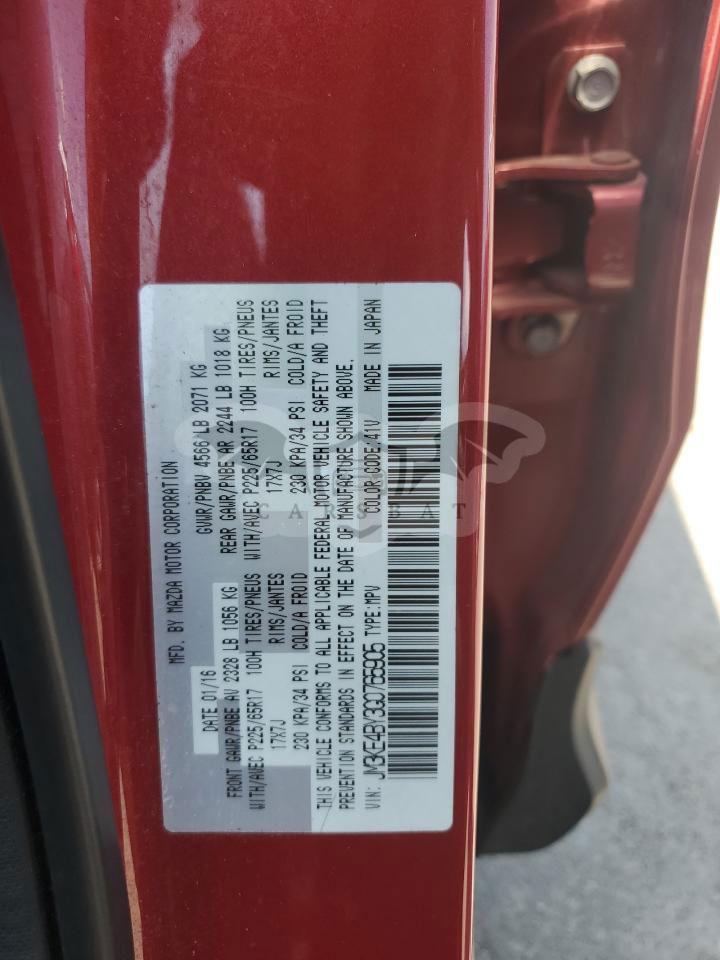 MFD. BY MAZDA MOTOR CORPORATION
DATE 01/16 GVWR/PNBV 4566 LB 2071 KG
FRONT GAWR/PNBE AV 2328 LB 1056 KG REAR GAWR/PNBE AR 2244 LB 1018 KG
WITH/AVEC P225/65R17 100H TIRES/PNEUS WITH/AVEC P225/65R17 100H TIRES/PNEUS
17X7J RIMS/JANTES 17X7J RIMS/JANTES
230 KPA/34 PSI COLD/A FROID 230 KPA/34 PSI COLD/A FROID
THIS VEHICLE CONFORMS TO ALL APPLICABLE FEDERAL MOTOR VEHICLE SAFETY AND THEFT
PREVENTION STANDARDS IN EFFECT ON THE DATE OF MANUFACTURE SHOWN ABOVE.
VIN: JM3KE4BY3G0765905 TYPE:MPV COLOR CODE:41V MADE IN JAPAN
CARSBAT